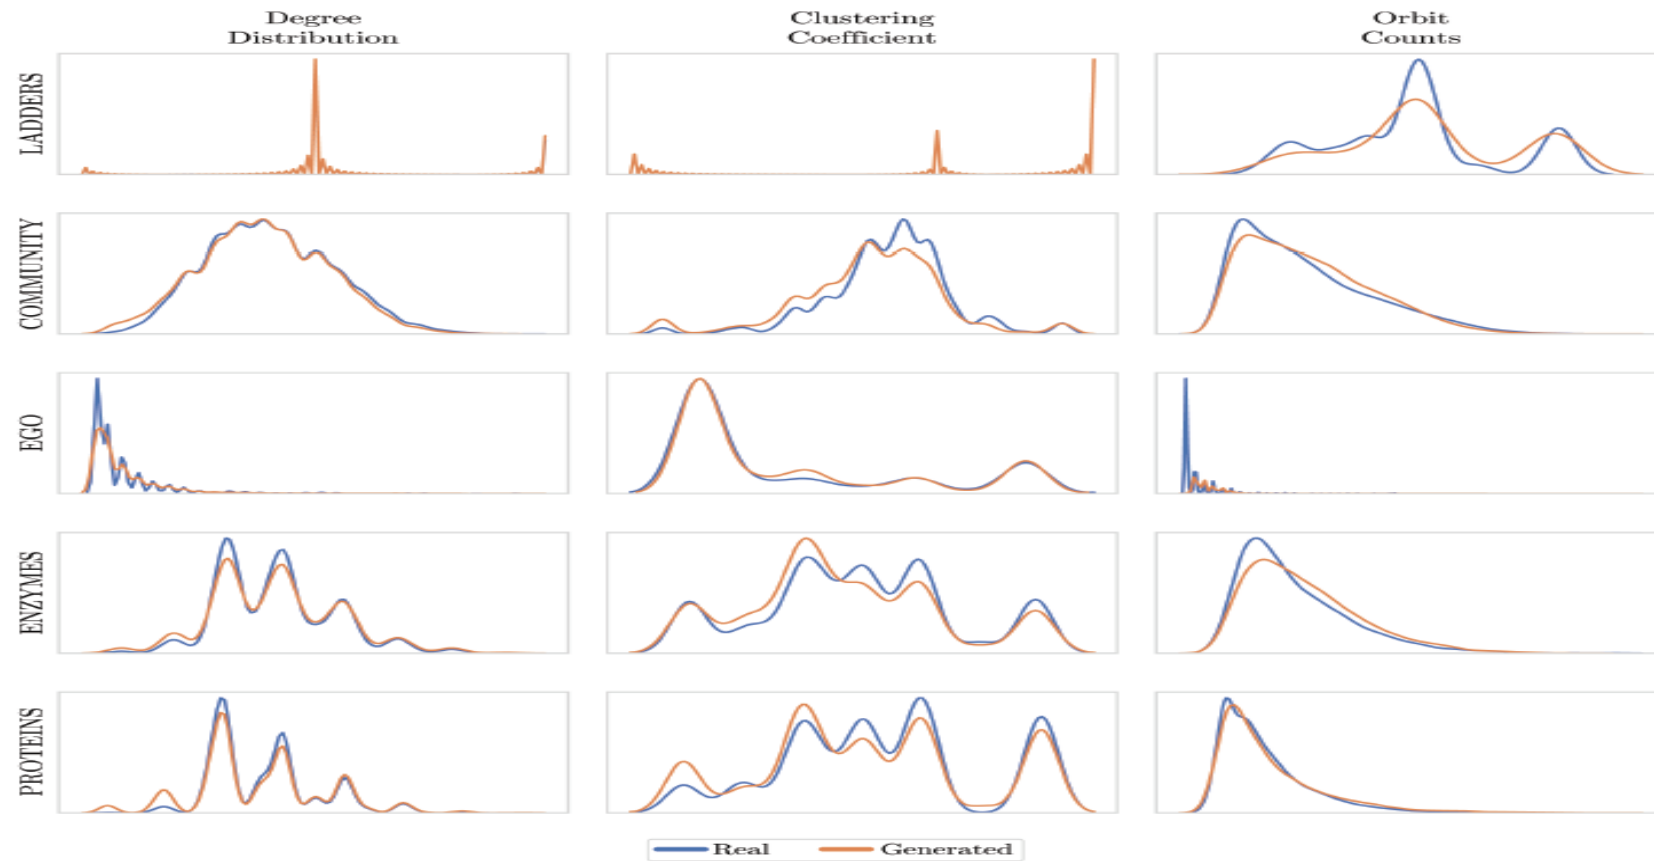 Degree
Distribution
Clustering
Coefficient
Orbit
Counts
LADDERS
COMMUNITY
EGO
ENZYMES
PROTEINS
Real
Generated